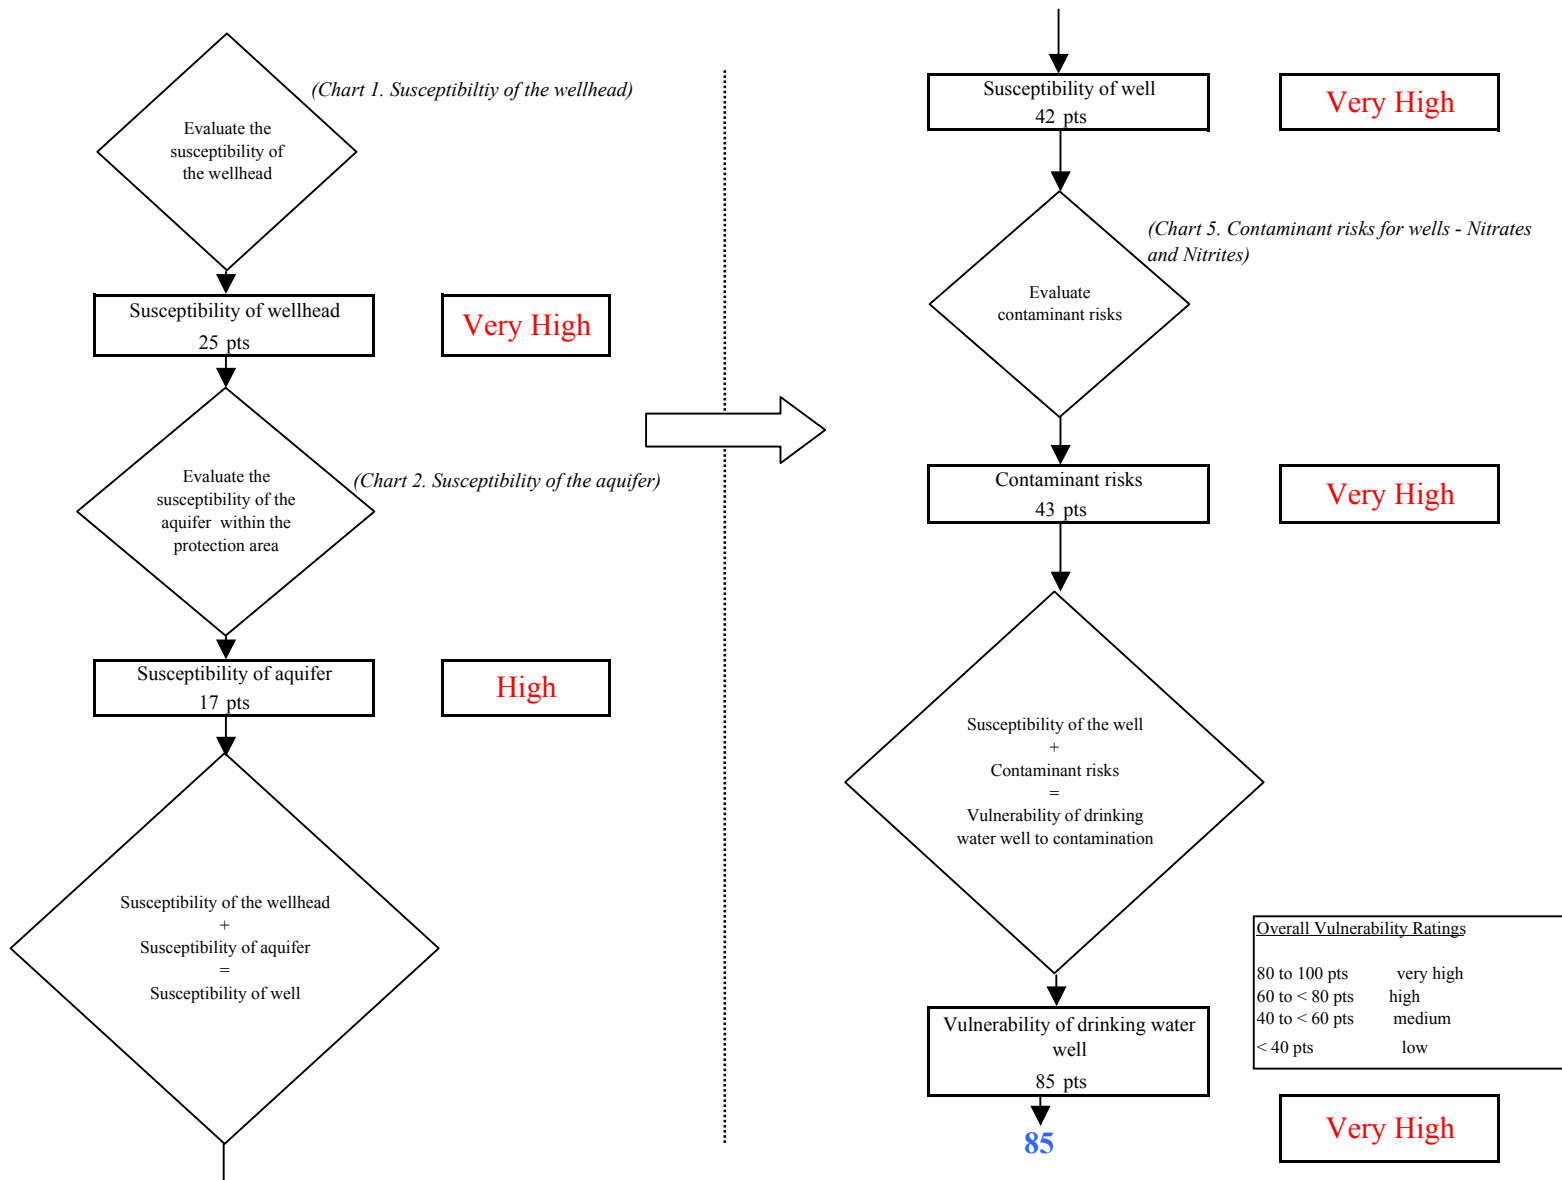 (Chart 1. Susceptibiltiy of the wellhead)
Evaluate the
susceptibility of
the wellhead
Susceptibility of wellhead
25 pts
Very High
(Chart 2. Susceptibility of the aquifer)
Evaluate the
susceptibility of the
aquifer within the
protection area
Susceptibility of aquifer
17 pts
High
Susceptibility of the wellhead
+
Susceptibility of aquifer
=
Susceptibility of well
Susceptibility of well
42 pts
Very High
(Chart 5. Contaminant risks for wells - Nitrates
and Nitrites)
Evaluate
contaminant risks
Contaminant risks
43 pts
Very High
Susceptibility of the well
+
Contaminant risks
=
Vulnerability of drinking
water well to contamination
Overall Vulnerability Ratings
80 to 100 pts very high
60 to < 80 pts high
40 to < 60 pts medium
< 40 pts low
Vulnerability of drinking water
well
85 pts
Very High
85